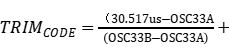 TRIM_CODE = （30.517us−OSC33A / (OSC33B−OSC33A) +